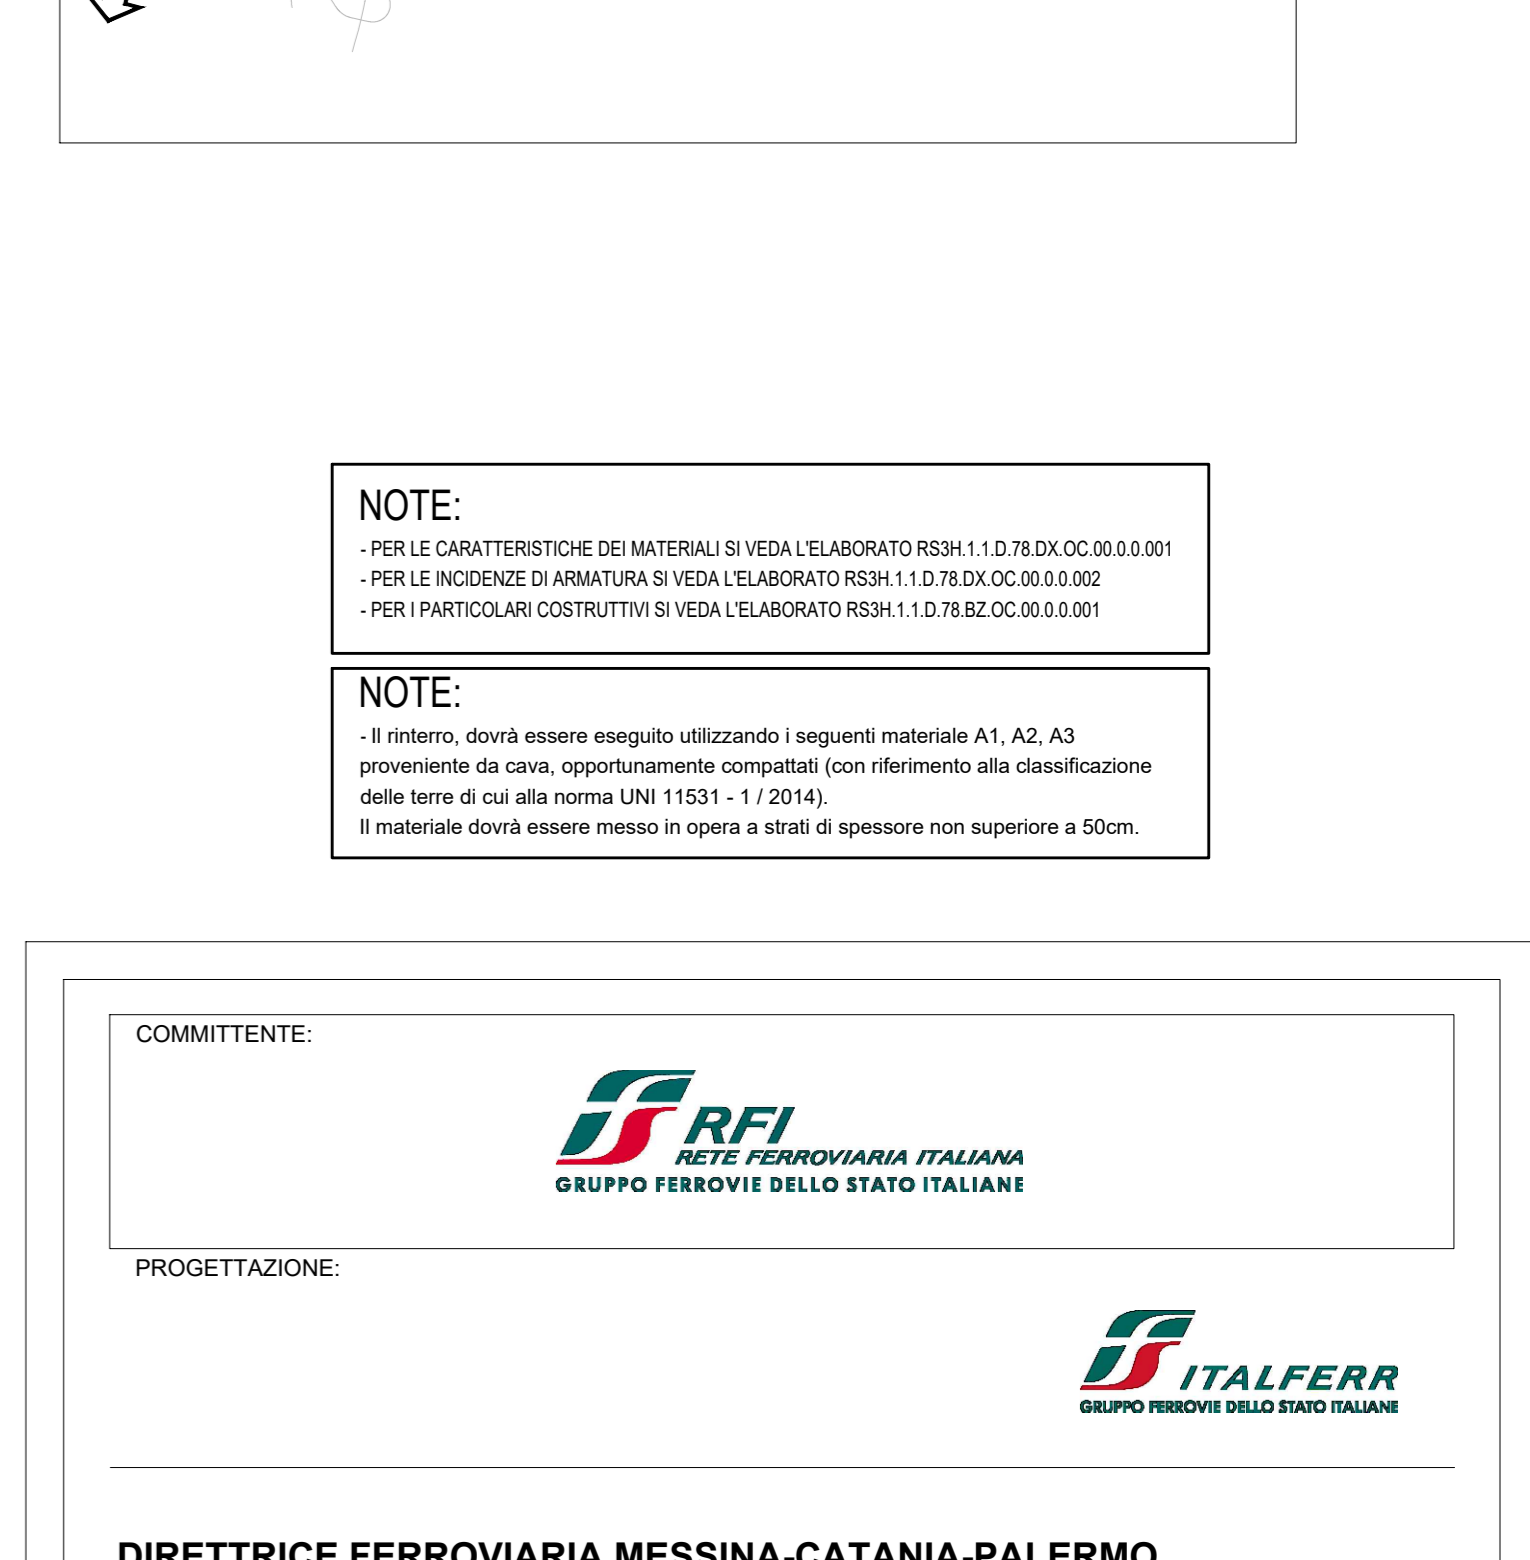 NOTE:
- PER LE CARATTERISTICHE DEI MATERIALI SI VEDA L'ELABORATO RS3H.1.1.D.78.DX.OC.00.0.0.001
- PER LE INCIDENZE DI ARMATURA SI VEDA L'ELABORATO RS3H.1.1.D.78.DX.OC.00.0.0.002
- PER I PARTICOLARI COSTRUTTIVI SI VEDA L'ELABORATO RS3H.1.1.D.78.BZ.OC.00.0.0.001
NOTE:
- Il rinterro, dovrà essere eseguito utilizzando i seguenti materiale A1, A2, A3
proveniente da cava, opportunamente compattati (con riferimento alla classificazione
delle terre di cui alla norma UNI 11531 - 1 / 2014).
Il materiale dovrà essere messo in opera a strati di spessore non superiore a 50cm.
COMMITTENTE:
RFI
RETE FERROVIARIA ITALIANA
GRUPPO FERROVIE DELLO STATO ITALIANE
PROGETTAZIONE:
ITALFERR
GRUPPO FERROVIE DELLO STATO ITALIANE
DIRETTRICE FERROVIARIA MESSINA-CATANIA-PALERMO